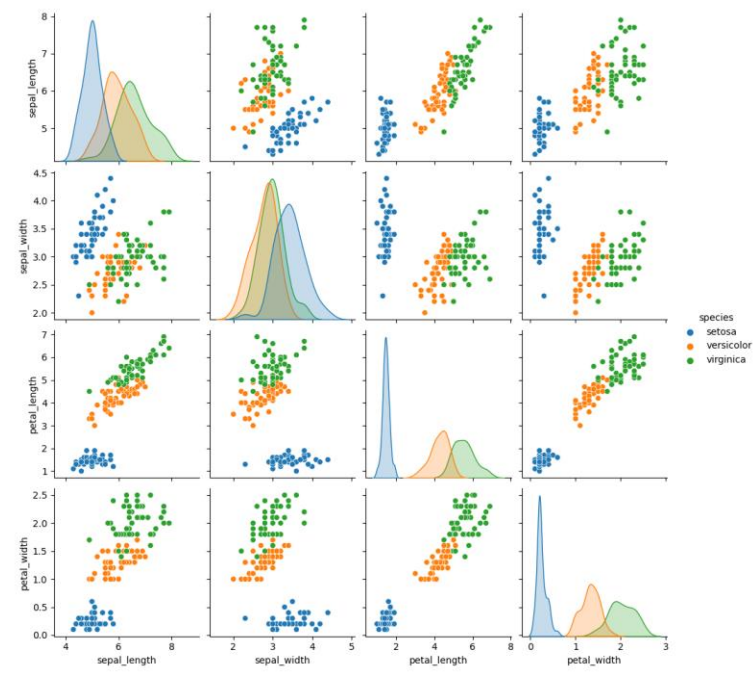 8
7
6
5
sepal_length
4.5
4.0
3.5
3.0
2.5
2.0
sepal_width
species
setosa
versicolor
virginica
7
6
5
4
3
2
1
petal_length
2.5
2.0
1.5
1.0
0.5
0.0
petal_width
4 6 8
sepal_length
2 3 4 5
sepal_width
2 4 6 8
petal_length
0 1 2 3
petal_width